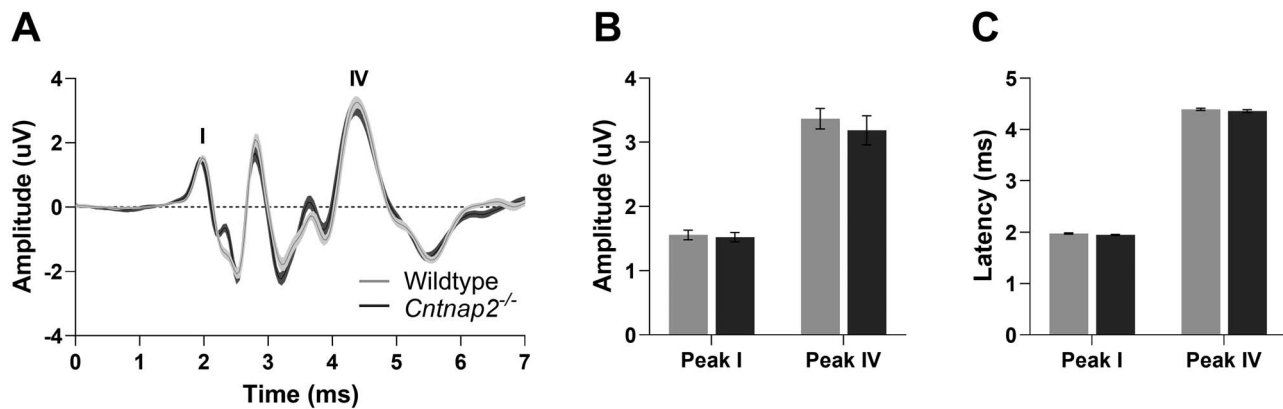 A
Amplitude (uV)
4
2
0
-2
-4
I
IV
Wildtype
Cntnap2-/-
0 1 2 3 4 5 6 7
Time (ms)
B
Amplitude (uV)
4
3
2
1
0
Peak I Peak IV
C
Latency (ms)
5
4
3
2
1
0
Peak I Peak IV